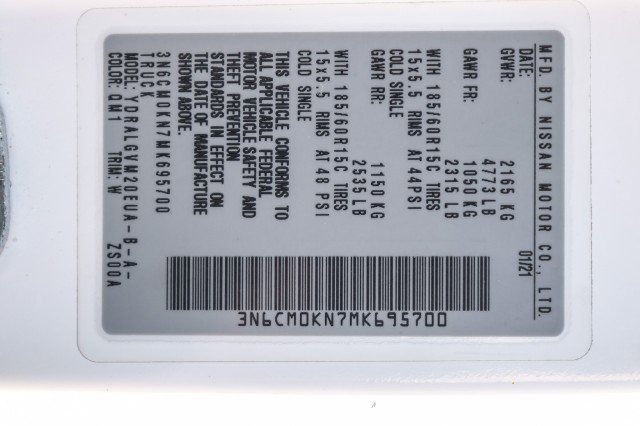 MFD. BY NISSAN MOTOR CO., LTD.
01/21
GVWR: 2165 KG
4773 LB
GAWR FR: 1050 KG
2315 LB
WITH 185/60R15C TIRES
15x5.5 RIMS AT 44PSI
COLD SINGLE
GAWR RR: 1150 KG
2535 LB
WITH 185/60R15C TIRES
15x5.5 RIMS AT 48 PSI
COLD SINGLE
THIS VEHICLE CONFORMS TO
ALL APPLICABLE FEDERAL
MOTOR VEHICLE SAFETY AND
THEFT PREVENTION
STANDARDS IN EFFECT ON
THE DATE OF MANUFACTURE
SHOWN ABOVE.
3N6CM0KN7MK695700
TRUCK
MODEL: YDRALGVM20EUA-B-A-
ZS00A
COLOR: QM1 TRIM: W
3N6CM0KN7MK695700